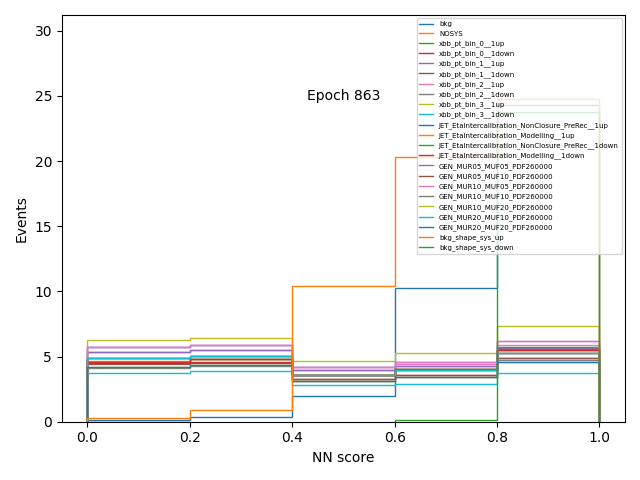 bkg
NOSYS
xbb_pt_bin_0__1up
xbb_pt_bin_0__1down
xbb_pt_bin_1__1up
xbb_pt_bin_1__1down
xbb_pt_bin_2__1up
xbb_pt_bin_2__1down
xbb_pt_bin_3__1up
xbb_pt_bin_3__1down
JET_EtaIntercalibration_NonClosure_PreRec__1up
JET_EtaIntercalibration_Modelling__1up
JET_EtaIntercalibration_NonClosure_PreRec__1down
JET_EtaIntercalibration_Modelling__1down
GEN_MUR05_MUF05_PDF260000
GEN_MUR05_MUF10_PDF260000
GEN_MUR10_MUF05_PDF260000
GEN_MUR10_MUF10_PDF260000
GEN_MUR10_MUF20_PDF260000
GEN_MUR20_MUF10_PDF260000
GEN_MUR20_MUF20_PDF260000
bkg_shape_sys_up
bkg_shape_sys_down
Epoch 863
Events
30
25
20
15
10
5
0
0.0 0.2 0.4 0.6 0.8 1.0
NN score